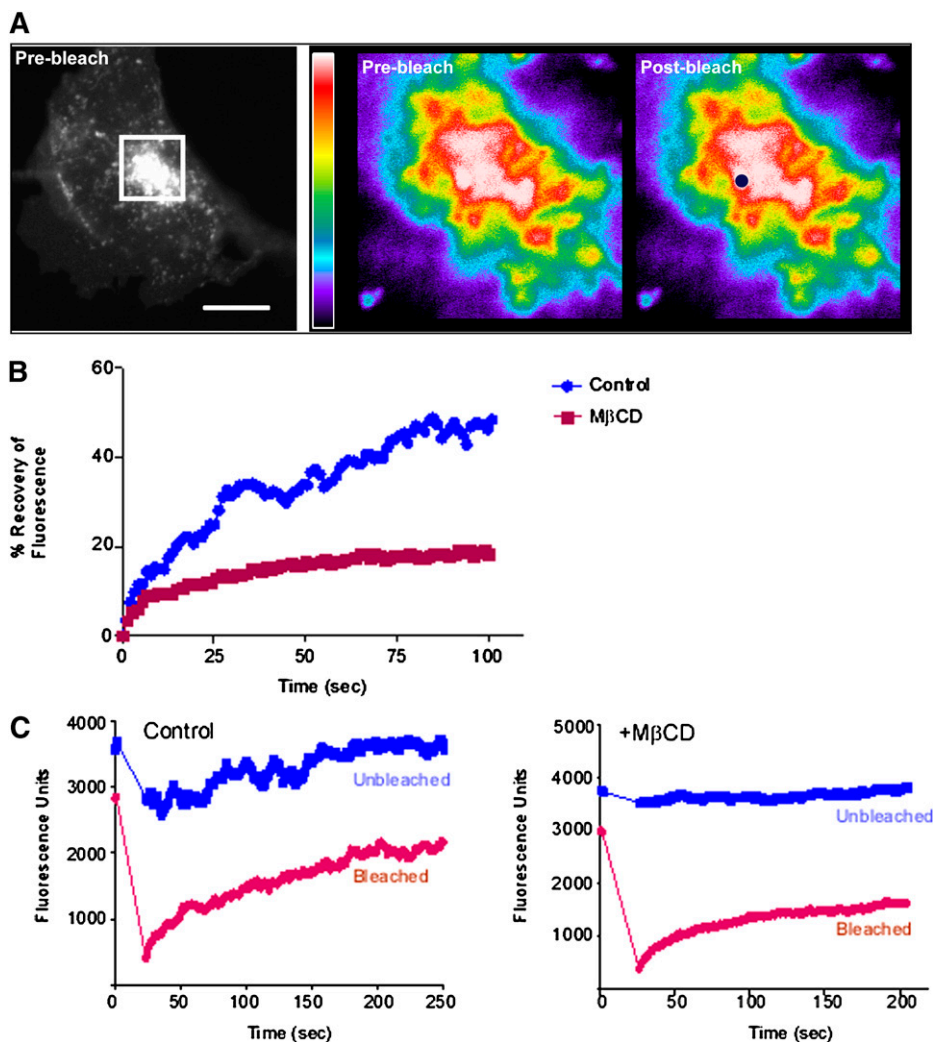 A
Pre-bleach
Pre-bleach
Post-bleach
B
% Recovery of
Fluorescence
60
40
20
0
0 25 50 75 100
Time (sec)
Control
MβCD
C
Control
Fluorescence Units
4000
3000
2000
1000
Unbleached
Bleached
0 50 100 150 200 250
Time (sec)
+MβCD
Fluorescence Units
5000
4000
3000
2000
1000
0
Unbleached
Bleached
0 50 100 150 200
Time (sec)